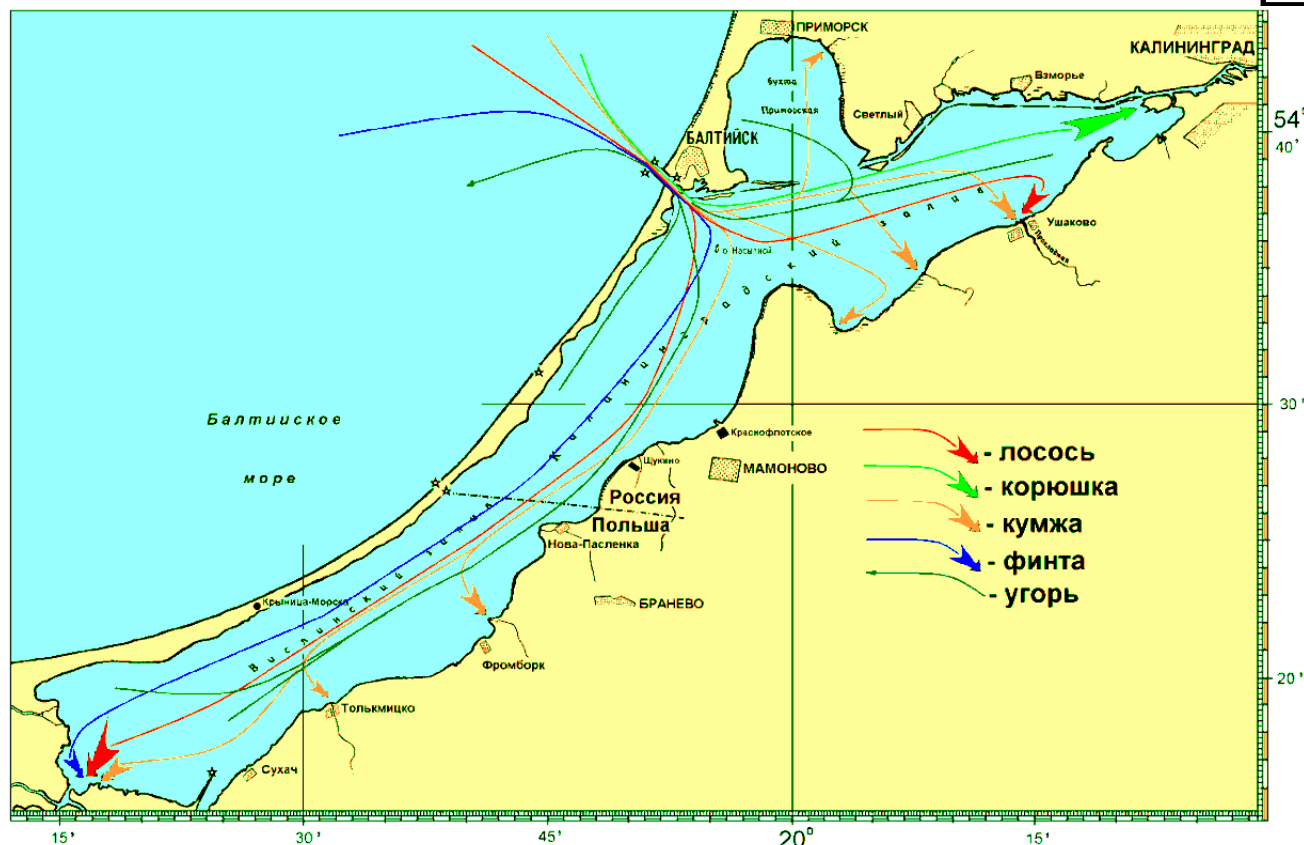 ПРИМОРСК
КАЛИНИНГРАД
Взморье
бухта
Приморская
Светлый
54°
40'
БАЛТИЙСК
Ушаково
Прохладная
о. Насыпной
Калининградский залив
30'
Балтийское
море
Краснофлотское
Щукино
МАМОНОВО
Россия
Польша
Нова-Пасленка
БРАНЕВО
Крыница-Морска
Вислинский залив
Фромборк
20'
Толькмицко
Сухач
- лосось
- корюшка
- кумжа
- финта
- угорь
15' 30' 45' 20° 15'